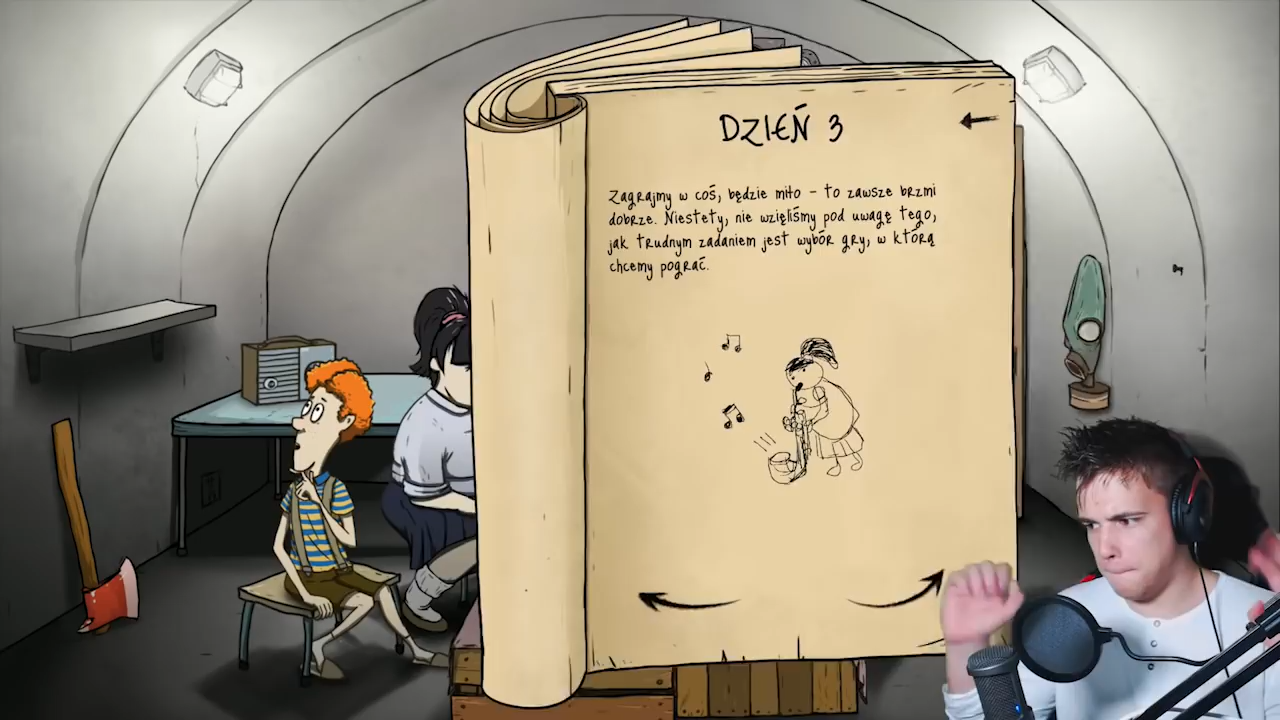 DZIEŃ 3
Zagrajmy w coś, będzie miło - to zawsze brzmi
dobrze. Niestety, nie wzięliśmy pod uwagę tego,
jak trudnym zadaniem jest wybór gry, w którą
chcemy pograć.